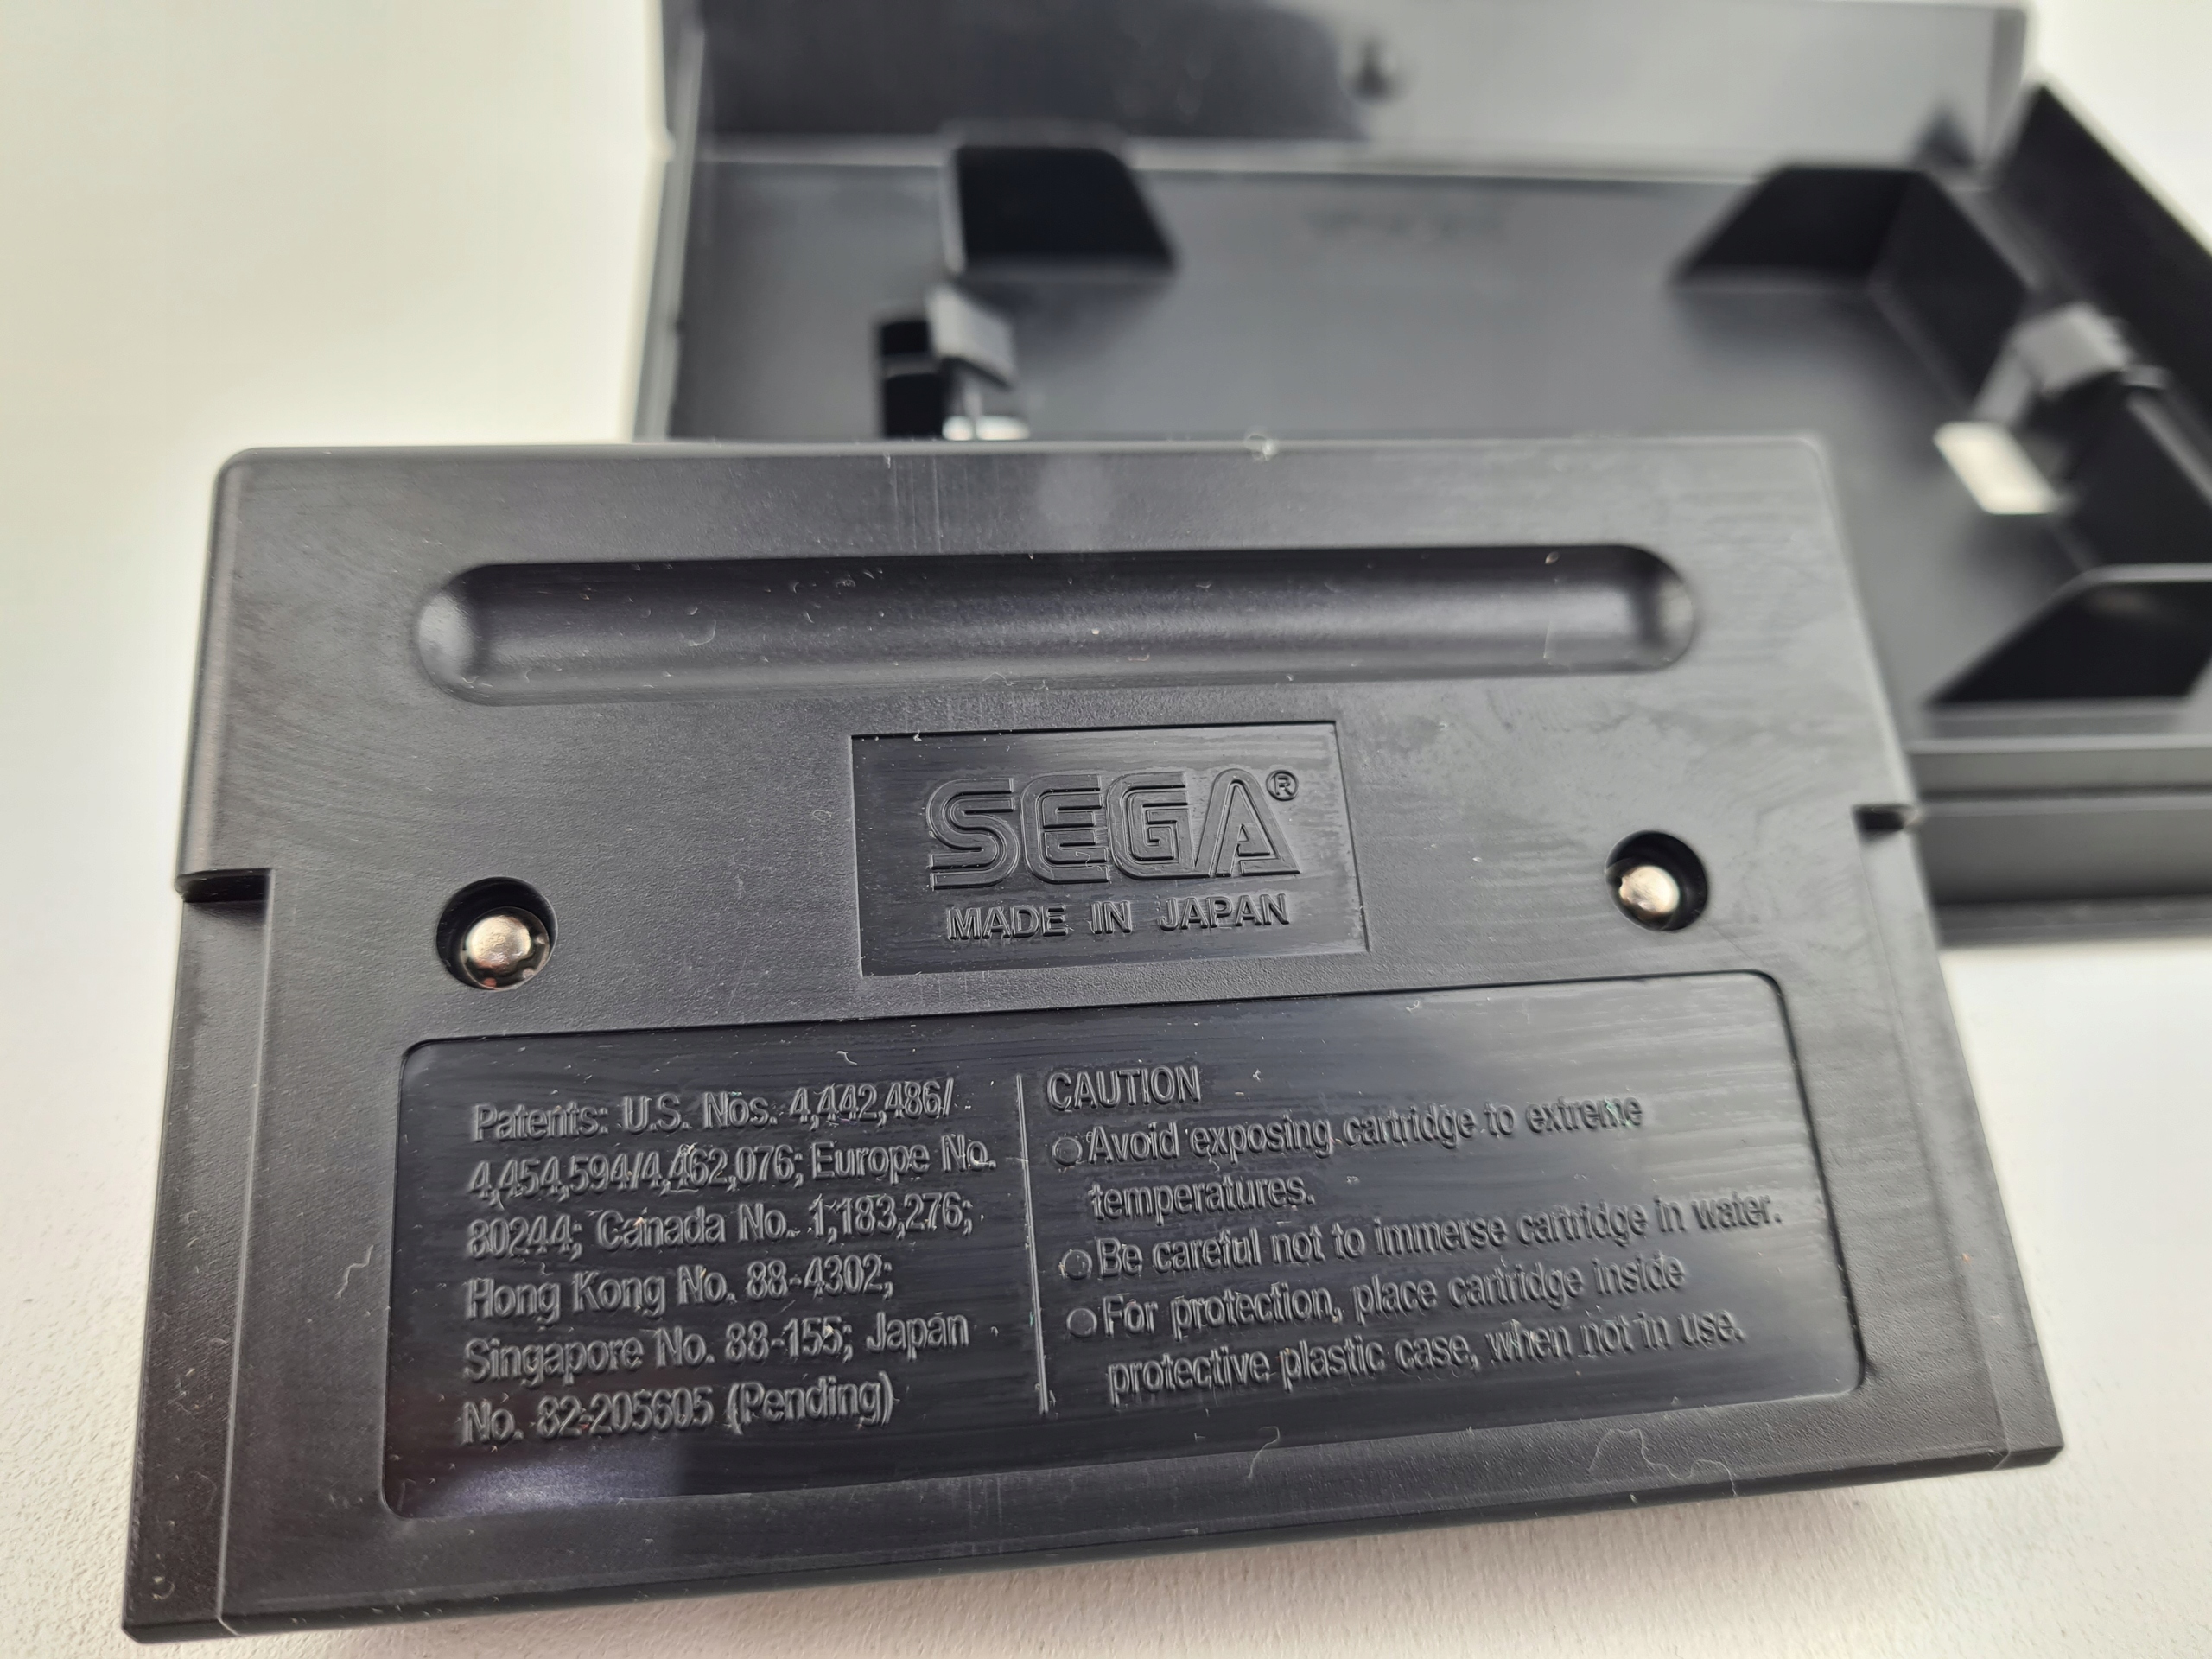 SEGA®
MADE IN JAPAN
Patents: U.S. Nos. 4,442,486/
4,454,594/4,462,076; Europe No.
80244; Canada No. 1,183,276;
Hong Kong No. 88-4302;
Singapore No. 88-155; Japan
No. 82-205605 (Pending)
CAUTION
○Avoid exposing cartridge to extreme
temperatures.
○Be careful not to immerse cartridge in water.
○For protection, place cartridge inside
protective plastic case, when not in use.